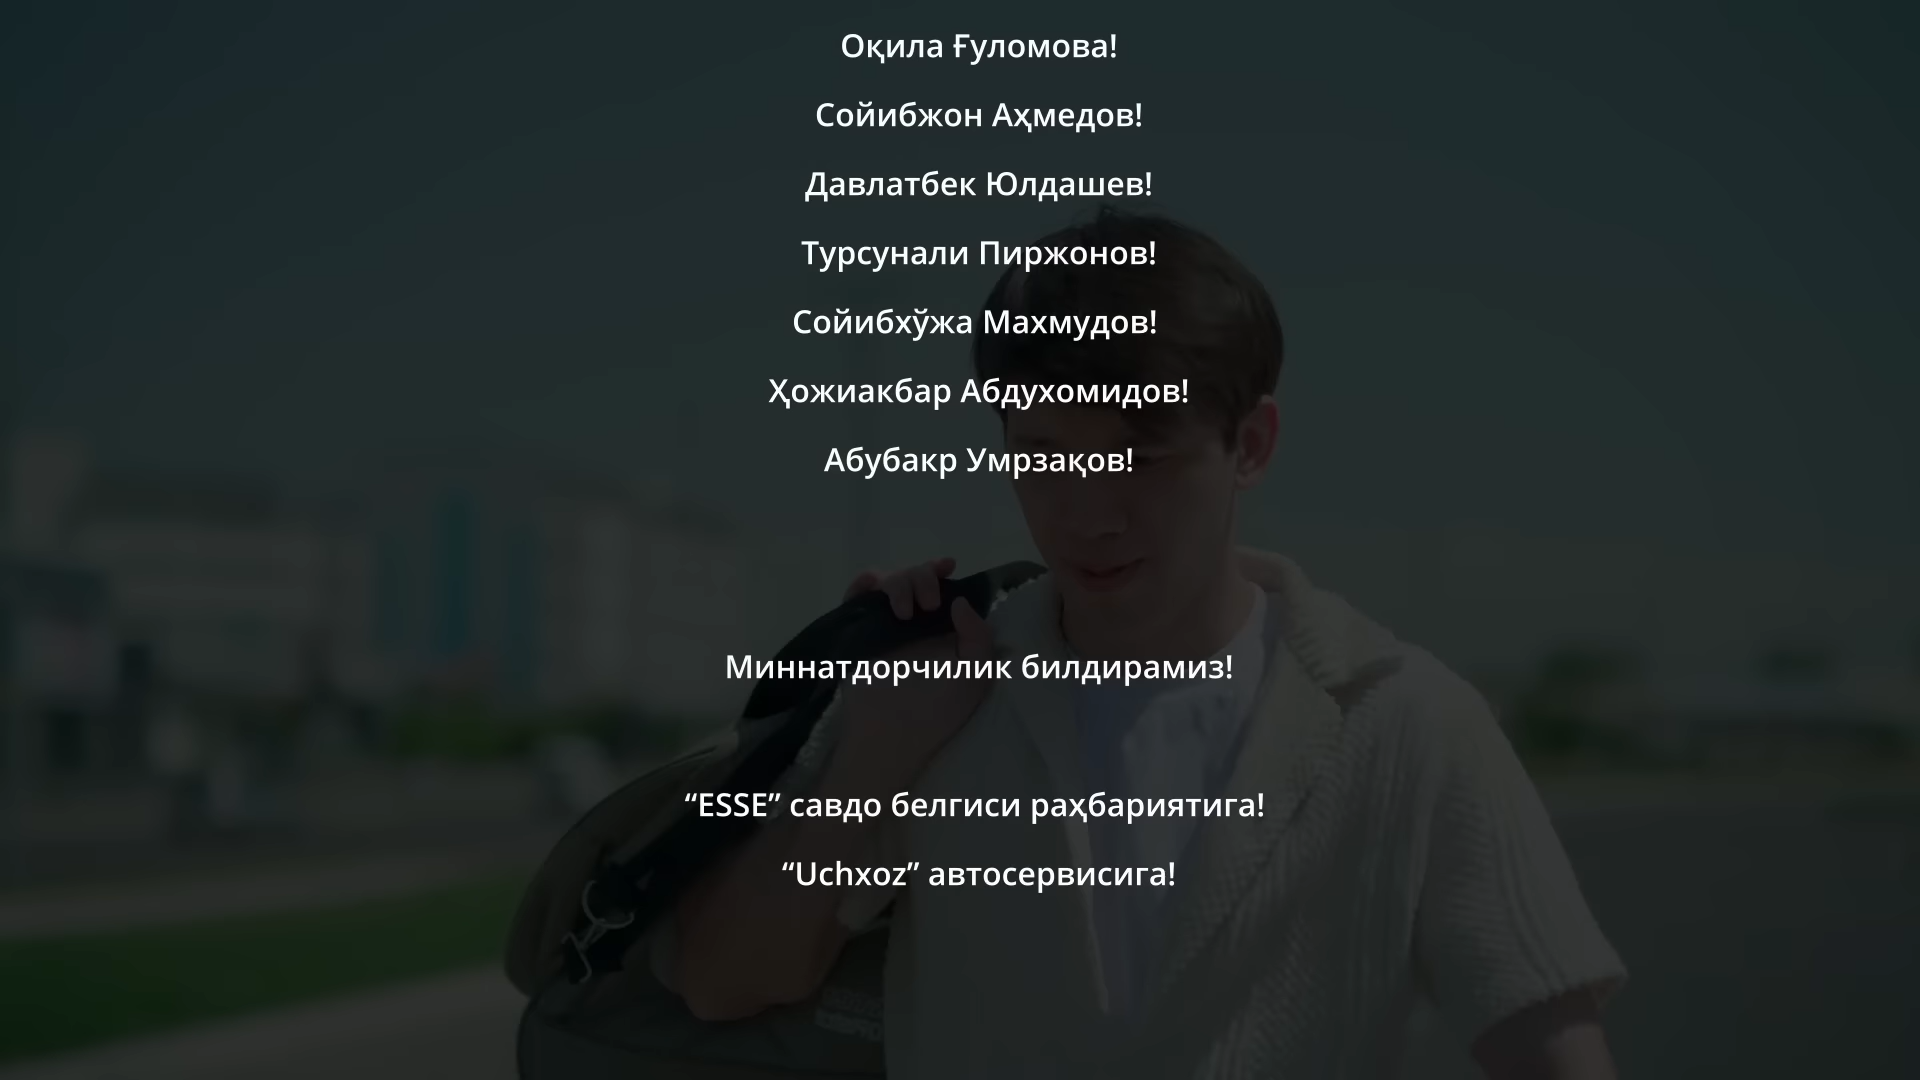 Оқила Ғуломова!
Сойибжон Аҳмедов!
Давлатбек Юлдашев!
Турсунали Пиржонов!
Сойибхўжа Махмудов!
Ҳожиакбар Абдухомидов!
Абубакр Умрзақов!
Миннатдорчилик билдирамиз!
“ESSE” савдо белгиси раҳбариятига!
“Uchxoz” автосервисига!